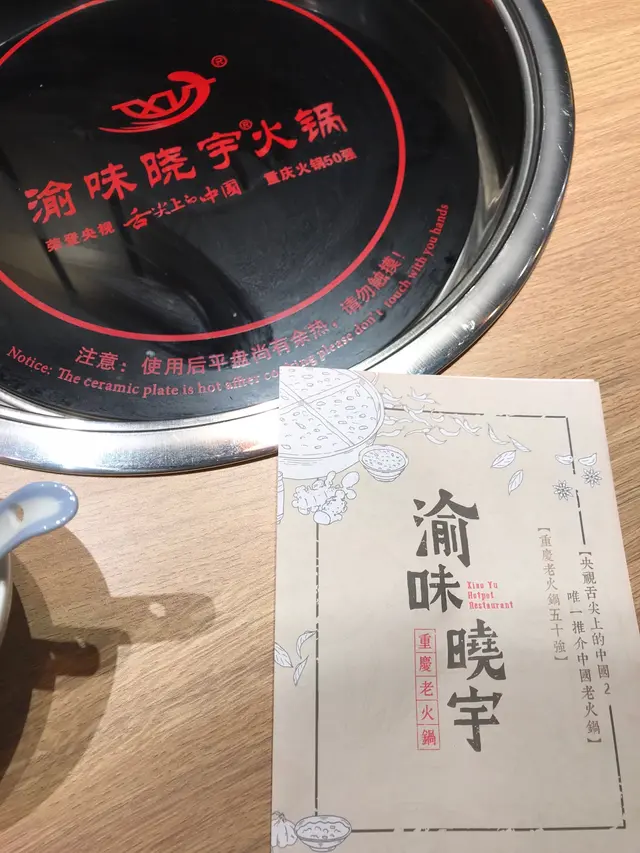 ®
渝味晓宇®火锅
荣登央视 舌尖上的中国 重庆火锅50强
注意：使用后平盘尚有余热，请勿触摸！
Notice: The ceramic plate is hot after cooking please don't touch with you hands
渝味
曉宇
Xiao Yu
Hotpot
Restaurant
重慶老火鍋
【央視舌尖上的中國2
唯一推介中國老火鍋】
【重慶老火鍋五十強】